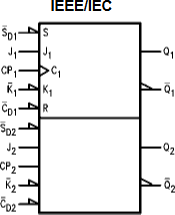 IEEE/IEC
S̅D1 S
J1 J1 Q1
CP1 C1
K̅1 K1 Q̅1
C̅D1 R
S̅D2
J2 Q2
CP2
K̅2 Q̅2
C̅D2